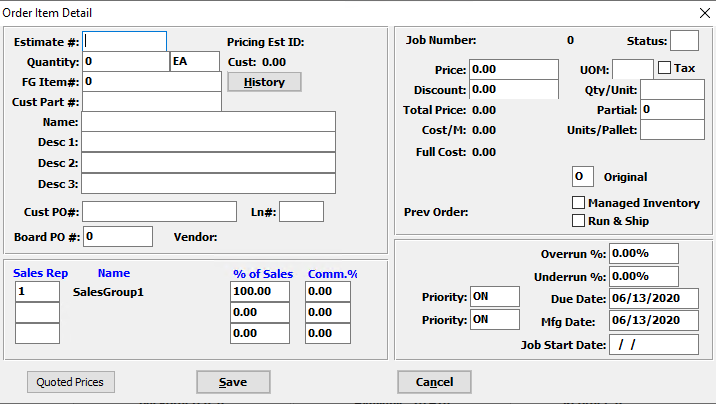 Order Item Detail
Estimate #: Pricing Est ID:
Quantity: 0 EA Cust: 0.00
FG Item#: 0 History
Cust Part #:
Name:
Desc 1:
Desc 2:
Desc 3:
Cust PO#: Ln#:
Board PO #: 0 Vendor:
Job Number: 0 Status:
Price: 0.00 UOM: Tax
Discount: 0.00 Qty/Unit:
Total Price: 0.00 Partial: 0
Cost/M: 0.00 Units/Pallet:
Full Cost: 0.00
O Original
Managed Inventory
Prev Order:
Run & Ship
Sales Rep Name % of Sales Comm.%
1 SalesGroup1 100.00 0.00
0.00 0.00
0.00 0.00
Overrun %: 0.00%
Underrun %: 0.00%
Priority: ON Due Date: 06/13/2020
Priority: ON Mfg Date: 06/13/2020
Job Start Date: / /
Quoted Prices Save Cancel